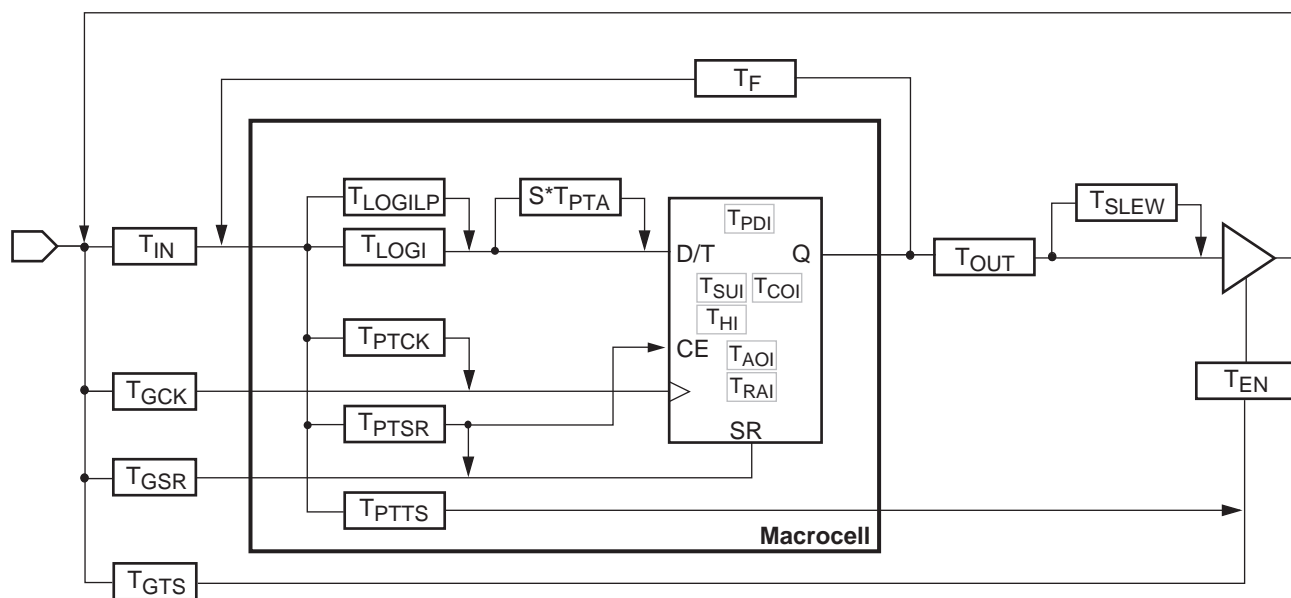 TF
TLOGILP
S*TPTA
TSLEW
TPDI
TIN
TLOGI
D/T
Q
TOUT
TSUI
TCOI
THI
TPTCK
CE
TAOI
TGCK
TRAI
TEN
TPTSR
SR
TGSR
TPTTS
Macrocell
TGTS